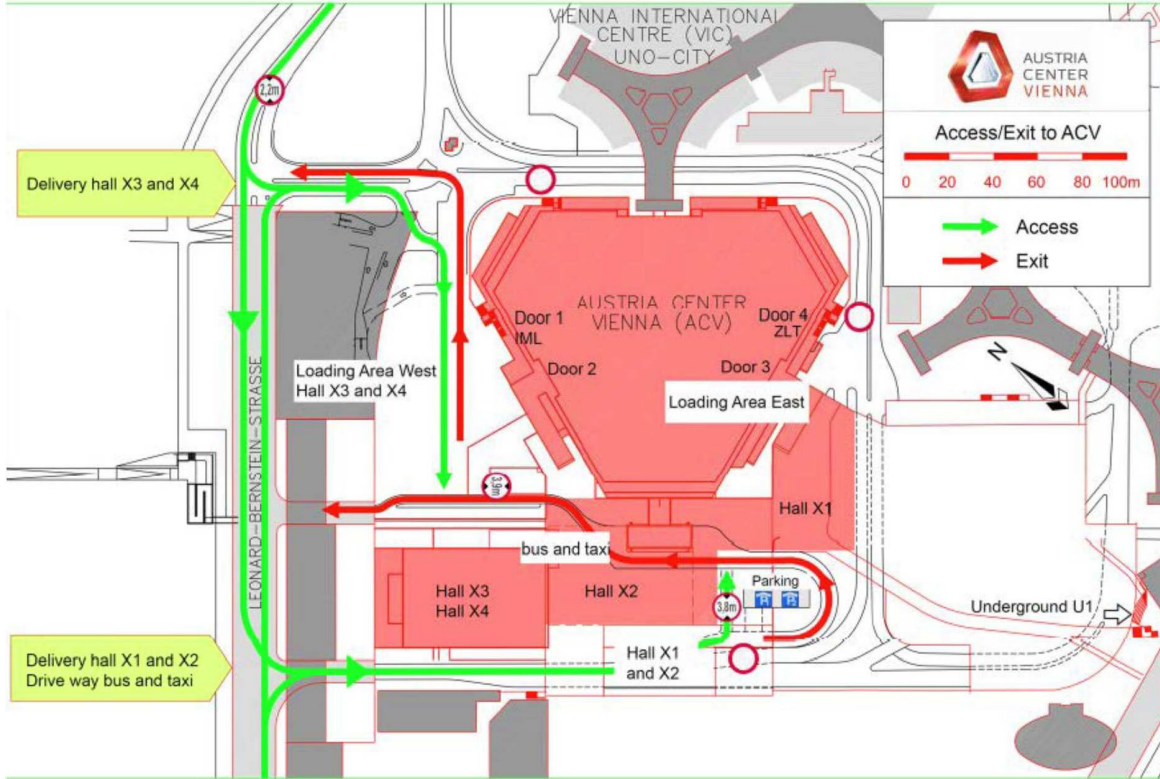 VIENNA INTERNATIONAL
CENTRE (VIC)
UNO-CITY
AUSTRIA
CENTER
VIENNA
Access/Exit to ACV
0 20 40 60 80 100m
Access
Exit
2,2m
Delivery hall X3 and X4
AUSTRIA CENTER
VIENNA (ACV)
Door 1
IML
Door 2
Door 4
ZLT
Door 3
Loading Area West
Hall X3 and X4
Loading Area East
N
LEONARD-BERNSTEIN-STRASSE
3,9m
Hall X1
bus and taxi
Hall X3
Hall X4
Hall X2
Parking
3,8m
Underground U1
Delivery hall X1 and X2
Drive way bus and taxi
Hall X1
and X2